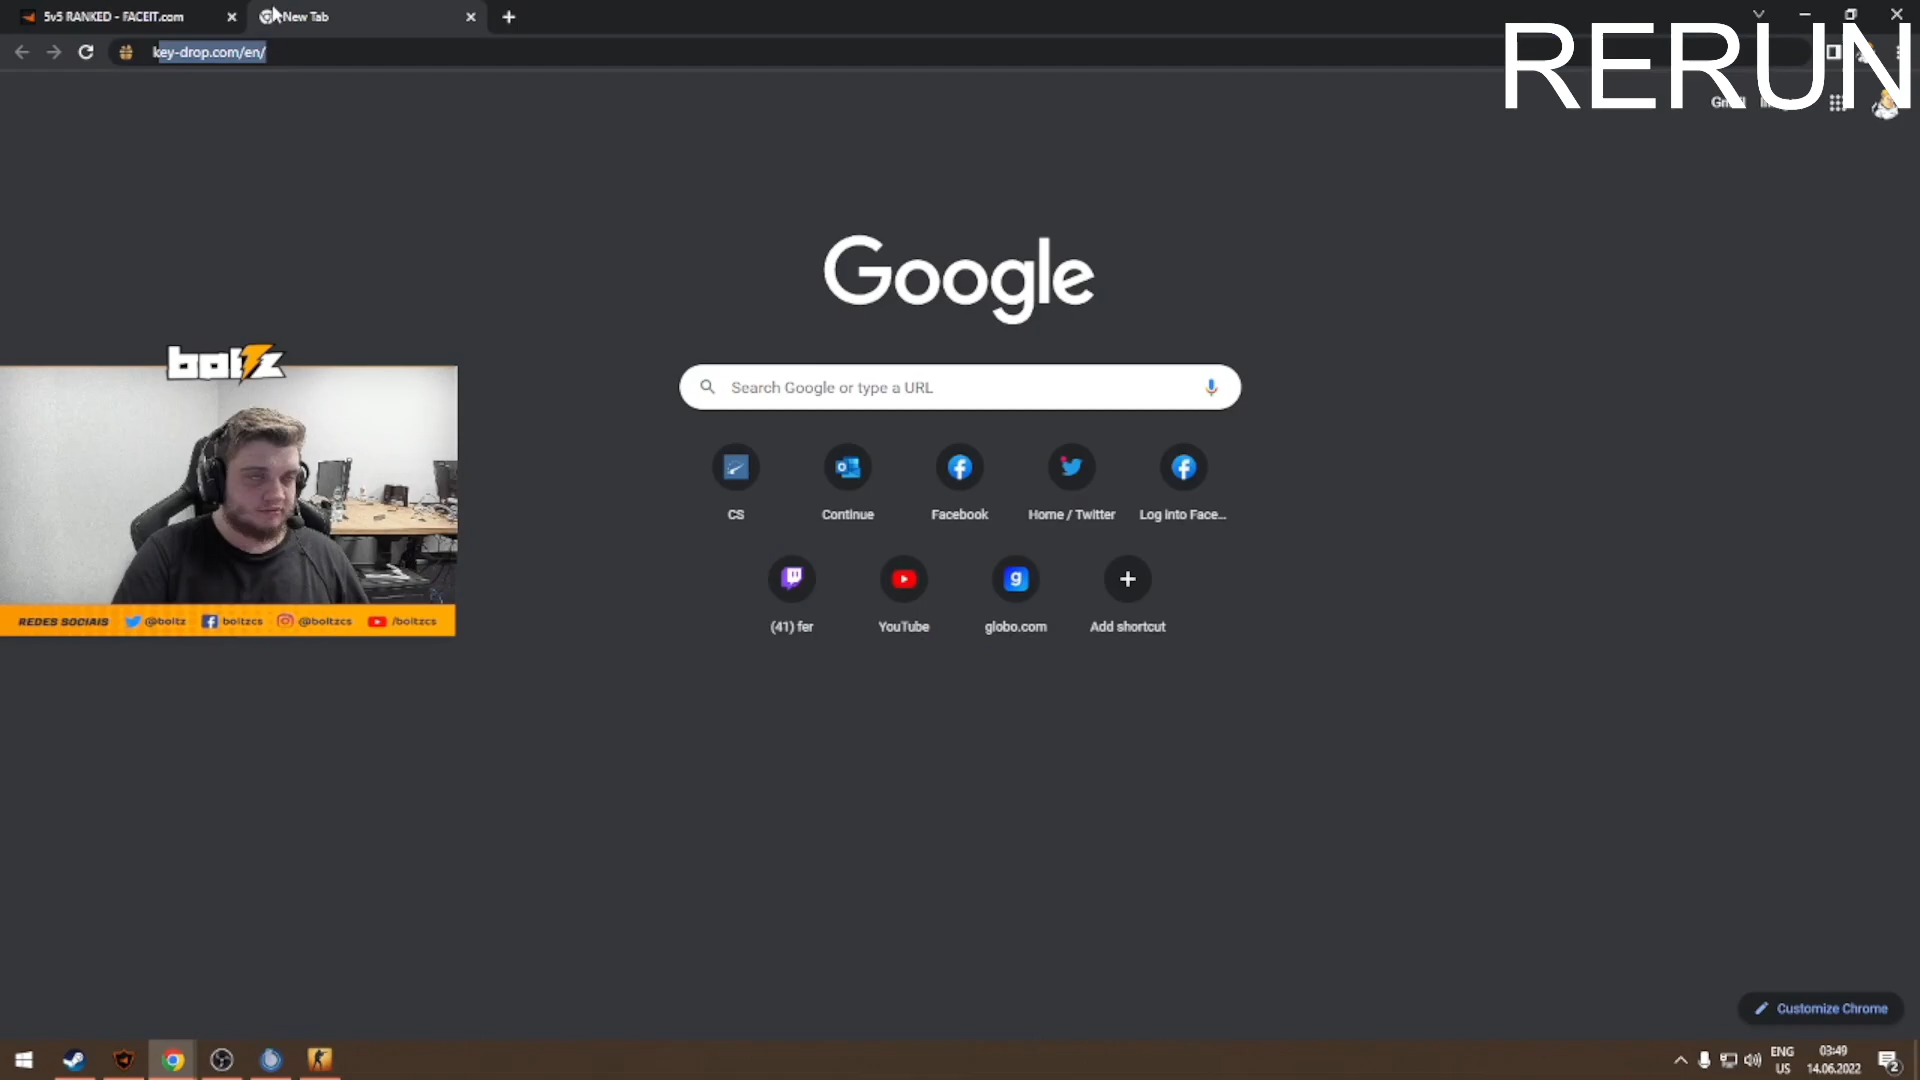 5v5 RANKED - FACEIT.com
New Tab
key-drop.com/en/
RERUN
Google
Search Google or type a URL
CS
Continue
Facebook
Home / Twitter
Log into Face...
(41) fer
YouTube
globo.com
Add shortcut
boltz
REDES SOCIAIS @boltz boltzcs @boltzcs /boltzcs
Customize Chrome
ENG
US
03:49
14.06.2022
2